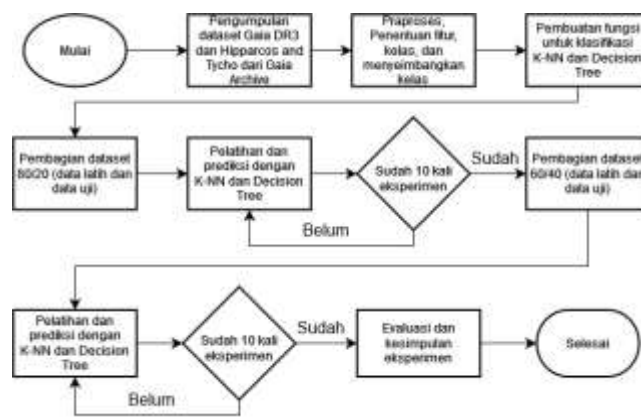 Mulai
Pengumpulan
dataset Gaia DR3
dan Hipparcos and
Tycho dari Gaia
Archive
Praproses,
Penentuan fitur,
kelas, dan
menyeimbangkan
kelas
Pembuatan fungsi
untuk klasifikasi
K-NN dan Decision
Tree
Pembagian dataset
80/20 (data latih dan
data uji)
Pelatihan dan
prediksi dengan
K-NN dan Decision
Tree
Sudah 10 kali
eksperimen
Sudah
Belum
Pembagian dataset
60/40 (data latih dan
data uji)
Pelatihan dan
prediksi dengan
K-NN dan Decision
Tree
Sudah 10 kali
eksperimen
Sudah
Belum
Evaluasi dan
kesimpulan
eksperimen
Selesai